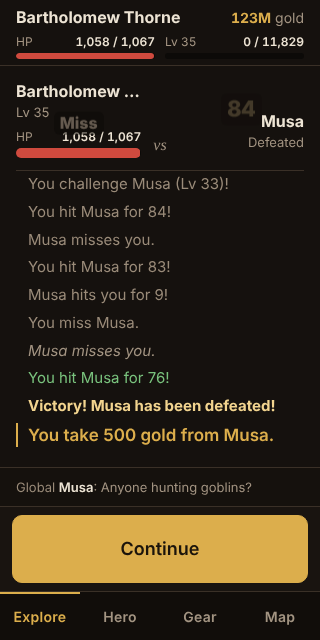 Bartholomew Thorne 123M gold
HP 1,058 / 1,067 Lv 35 0 / 11,829
Bartholomew ...
Lv 35
Miss
84
Musa
HP 1,058 / 1,067
vs
Defeated
You challenge Musa (Lv 33)!
You hit Musa for 84!
Musa misses you.
You hit Musa for 83!
Musa hits you for 9!
You miss Musa.
Musa misses you.
You hit Musa for 76!
Victory! Musa has been defeated!
You take 500 gold from Musa.
Global Musa: Anyone hunting goblins?
Continue
Explore Hero Gear Map